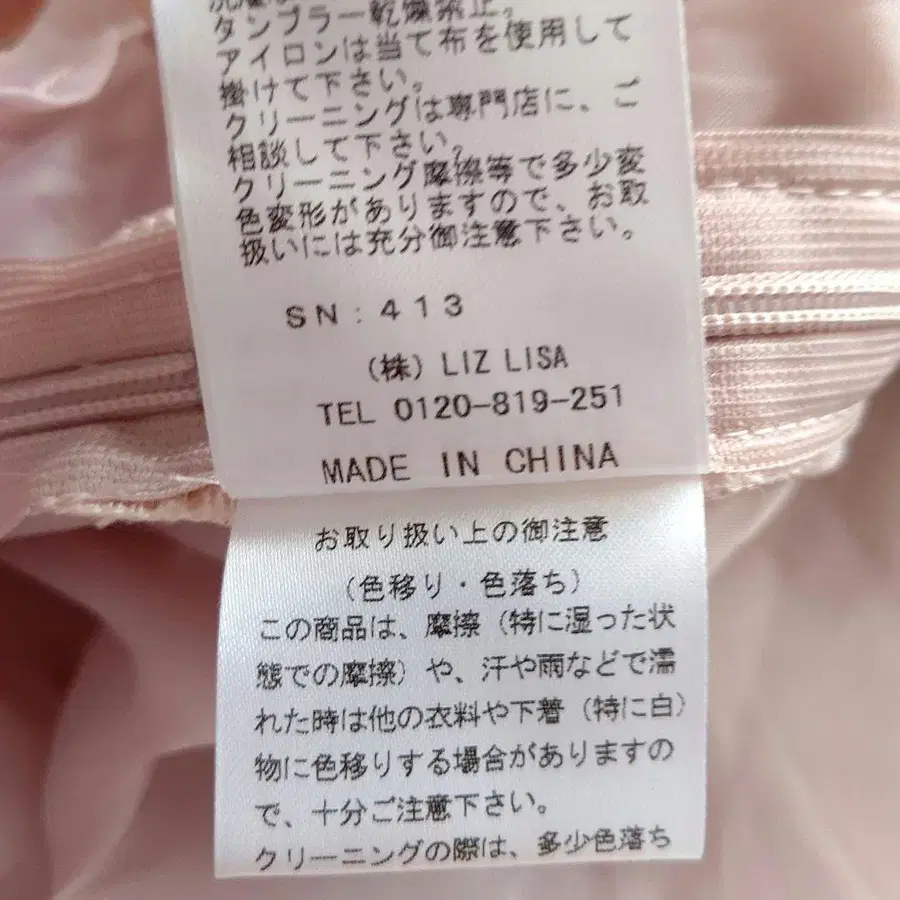 タンブラー乾燥禁止。
アイロンは当て布を使用して
掛けて下さい。
クリーニングは専門店に、ご
相談して下さい。
クリーニング摩擦等で多少変
色変形がありますので、お取
扱いには充分御注意下さい。
SN:413
(株) LIZ LISA
TEL 0120-819-251
MADE IN CHINA
お取り扱い上の御注意
(色移り・色落ち)
この商品は、摩擦(特に湿った状
態での摩擦)や、汗や雨などで濡
れた時は他の衣料や下着(特に白)
物に色移りする場合がありますの
で、十分ご注意下さい。
クリーニングの際は、多少色落ち